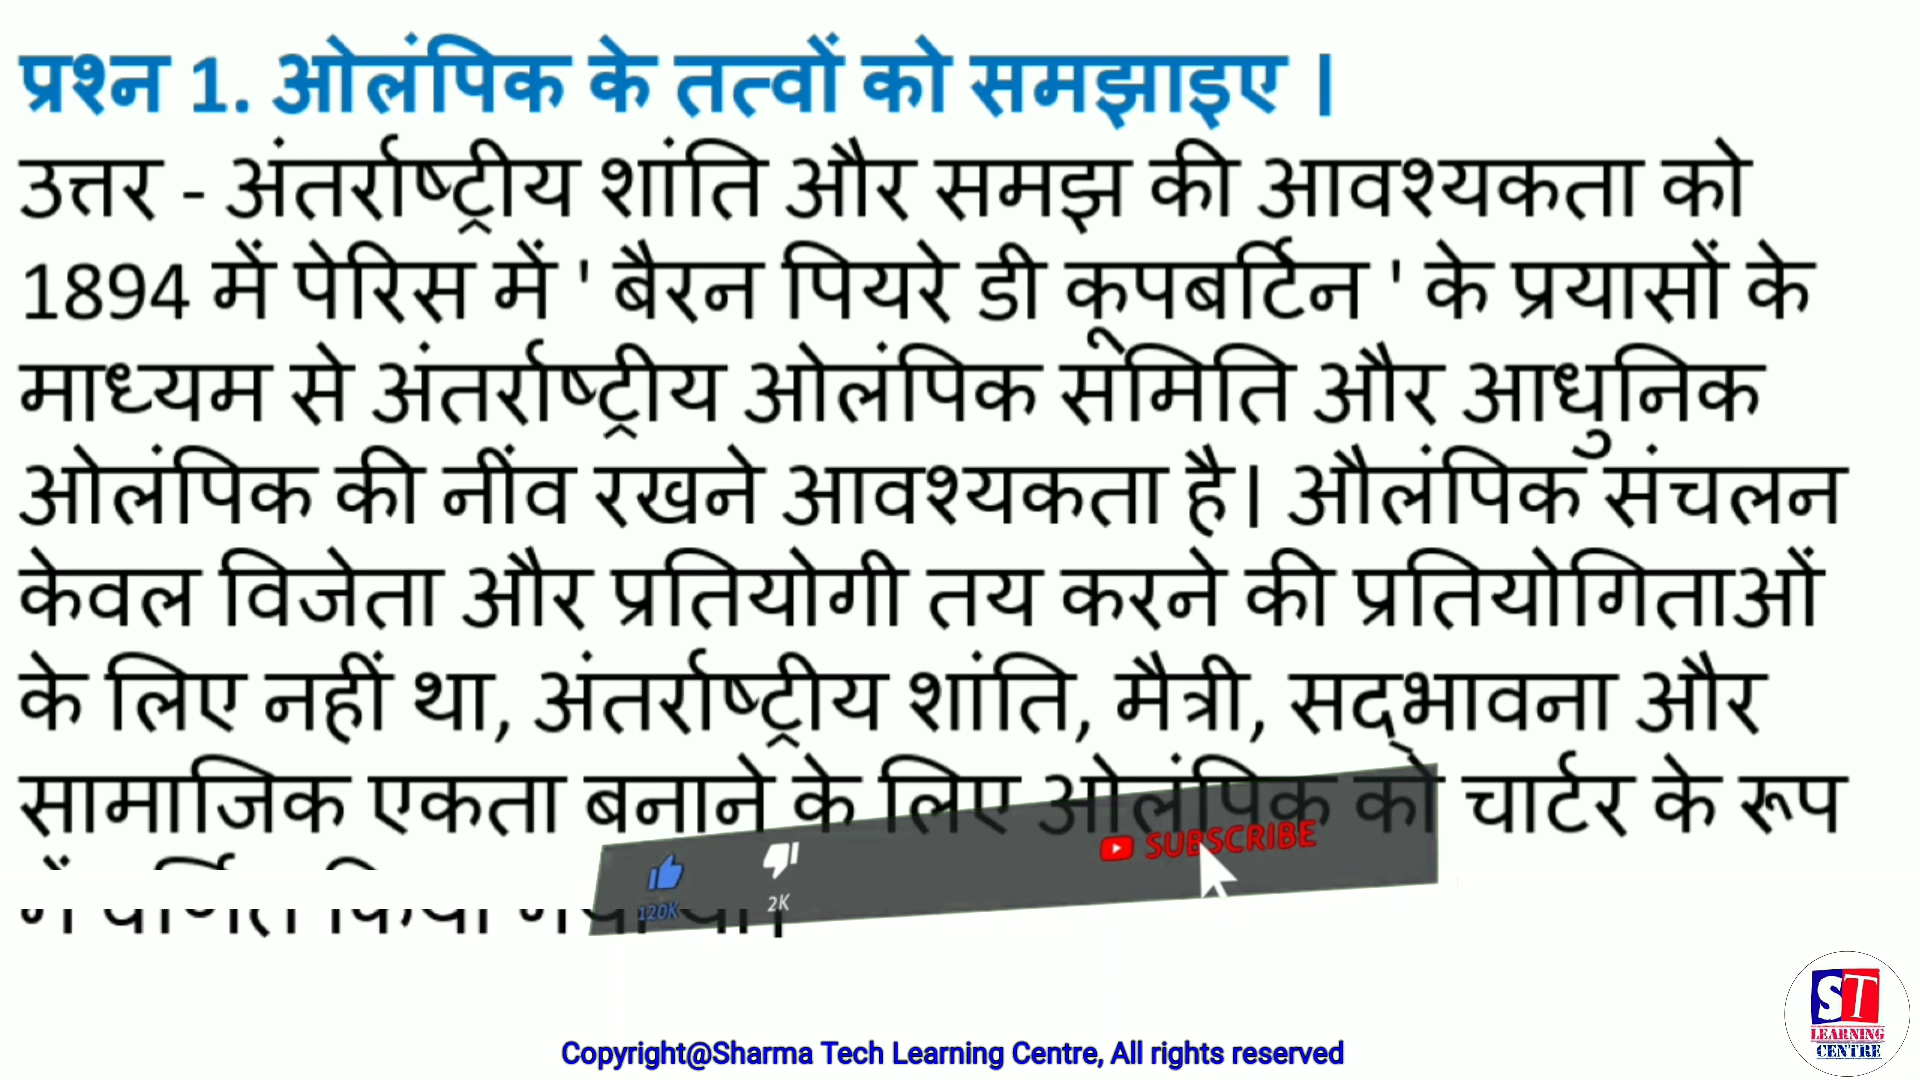 प्रश्न 1. ओलंपिक के तत्वों को समझाइए ।
उत्तर - अंतर्राष्ट्रीय शांति और समझ की आवश्यकता को
1894 में पेरिस में ' बैरन पियरे डी कूपबर्टिन ' के प्रयासों के
माध्यम से अंतर्राष्ट्रीय ओलंपिक समिति और आधुनिक
ओलंपिक की नींव रखने आवश्यकता है। औलंपिक संचलन
केवल विजेता और प्रतियोगी तय करने की प्रतियोगिताओं
के लिए नहीं था, अंतर्राष्ट्रीय शांति, मैत्री, सद्भावना और
सामाजिक एकता बनाने के लिए ओलंपिक को चार्टर के रूप
120K 2K SUBSCRIBE
ST
LEARNING
CENTRE
Copyright@Sharma Tech Learning Centre, All rights reserved